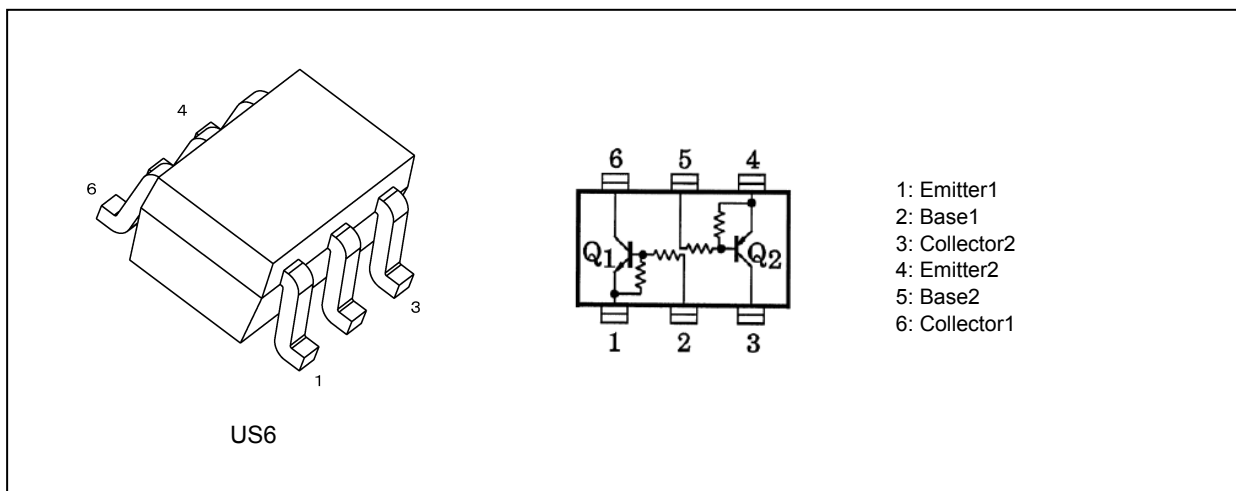 4
6
3
1
US6
6 5 4
Q1 Q2
1 2 3
1: Emitter1
2: Base1
3: Collector2
4: Emitter2
5: Base2
6: Collector1